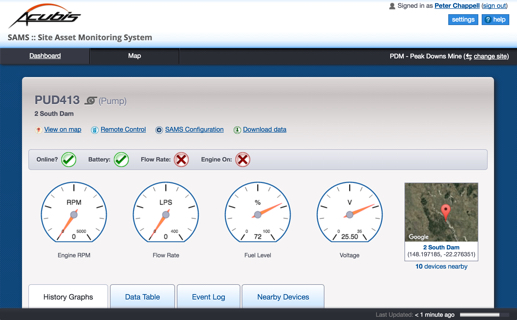 Acubis
Signed in as Peter Chappell (sign out)
settings
? help
SAMS :: Site Asset Monitoring System
Dashboard
Map
PDM - Peak Downs Mine (change site)
PUD413 (Pump)
2 South Dam
View on map
Remote Control
SAMS Configuration
Download data
Online?
Battery:
Flow Rate:
Engine On:
RPM
0 5000
0
Engine RPM
LPS
0 400
0
Flow Rate
%
0 100
72
Fuel Level
V
0 35
25.50
Voltage
Google
2 South Dam
(148.197185, -22.276351)
10 devices nearby
History Graphs
Data Table
Event Log
Nearby Devices
Last Updated: < 1 minute ago